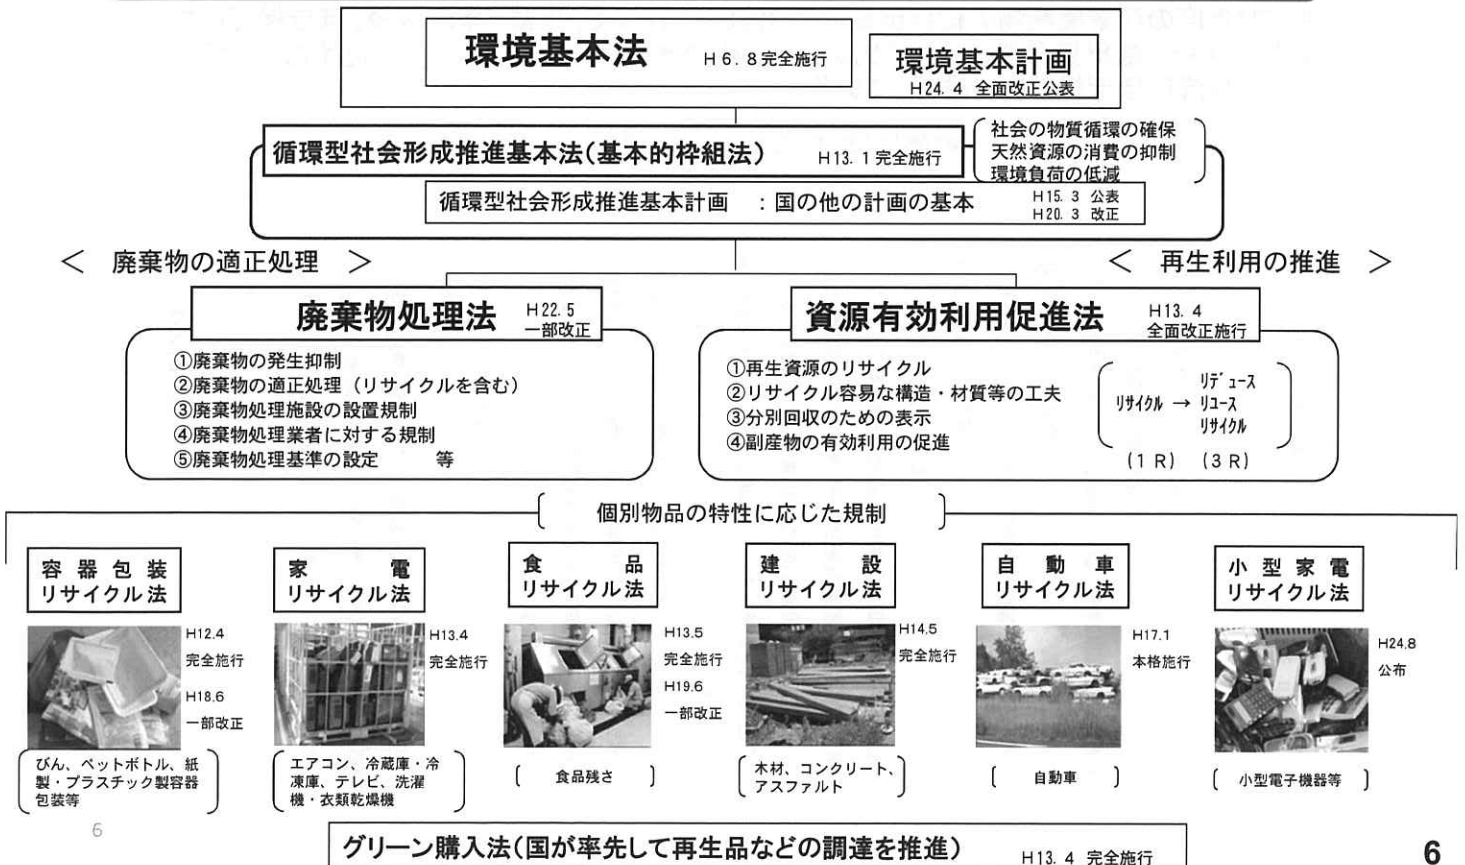 環境基本法 H6.8完全施行
環境基本計画
H24.4 全面改正公表
循環型社会形成推進基本法(基本的枠組法) H13.1完全施行
社会の物質循環の確保
天然資源の消費の抑制
環境負荷の低減
循環型社会形成推進基本計画 :国の他の計画の基本
H15.3 公表
H20.3 改正
< 廃棄物の適正処理 >
< 再生利用の推進 >
廃棄物処理法
H22.5
一部改正
①廃棄物の発生抑制
②廃棄物の適正処理(リサイクルを含む)
③廃棄物処理施設の設置規制
④廃棄物処理業者に対する規制
⑤廃棄物処理基準の設定 等
資源有効利用促進法
H13.4
全面改正施行
①再生資源のリサイクル
②リサイクル容易な構造・材質等の工夫
③分別回収のための表示
④副産物の有効利用の促進
リデュース
リサイクル → リユース
リサイクル
(1R) (3R)
個別物品の特性に応じた規制
容器包装
リサイクル法
H12.4
完全施行
H18.6
一部改正
びん、ペットボトル、紙
製・プラスチック製容器
包装等
家電
リサイクル法
H13.4
完全施行
エアコン、冷蔵庫・冷
凍庫、テレビ、洗濯
機・衣類乾燥機
食品
リサイクル法
H13.5
完全施行
H19.6
一部改正
食品残さ
建設
リサイクル法
H14.5
完全施行
木材、コンクリート、
アスファルト
自動車
リサイクル法
H17.1
本格施行
自動車
小型家電
リサイクル法
H24.8
公布
小型電子機器等
グリーン購入法(国が率先して再生品などの調達を推進) H13.4 完全施行
6
6